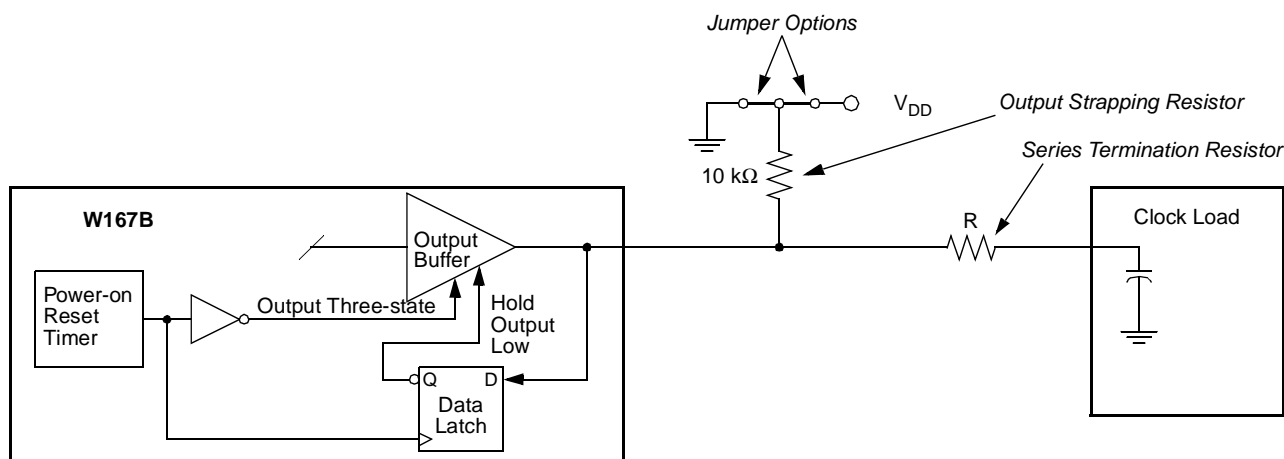 Jumper Options
V_DD
Output Strapping Resistor
Series Termination Resistor
10 kΩ
R
Clock Load
W167B
Output
Buffer
Power-on
Reset
Timer
Output Three-state
Hold
Output
Low
Q D
Data
Latch